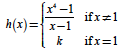 h(x)={ x⁴-1
x-1 if x≠1
k if x=1